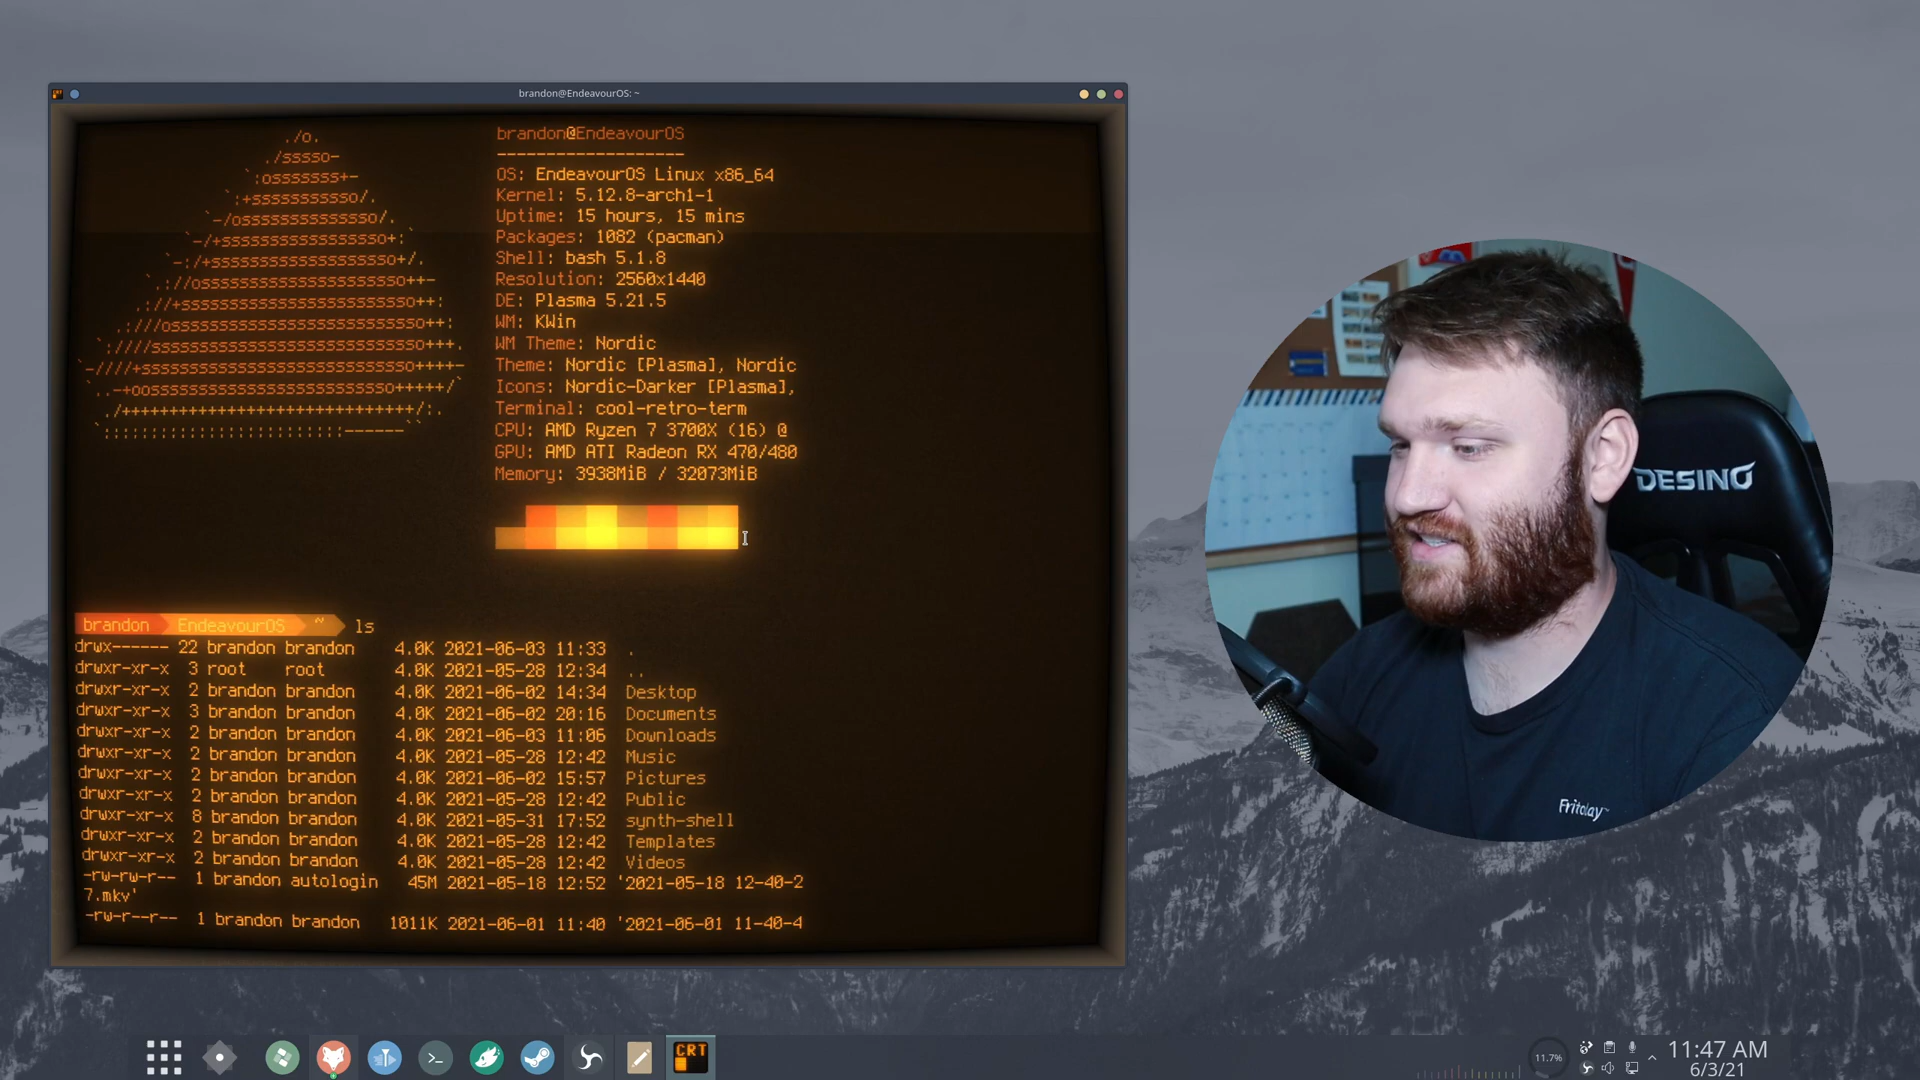 brandon@EndeavourOS: ~
./o.
./sssso-
`:osssssss+-
`:+sssssssssso/.
`-/ossssssssssssso/.
`-/+sssssssssssssssso+:`
`-:/+sssssssssssssssssso+/.
`.://osssssssssssssssssssso++-
.://+ssssssssssssssssssssssso++:
.:///ossssssssssssssssssssssssso++:
`:////ssssssssssssssssssssssssssso+++.
`-////+ssssssssssssssssssssssssssso++++-
`..-+oosssssssssssssssssssssssso+++++/`
./++++++++++++++++++++++++++++++/:.
`:::::::::::::::::::::::::------``
brandon@EndeavourOS
-------------------
OS: EndeavourOS Linux x86_64
Kernel: 5.12.8-arch1-1
Uptime: 15 hours, 15 mins
Packages: 1082 (pacman)
Shell: bash 5.1.8
Resolution: 2560x1440
DE: Plasma 5.21.5
WM: KWin
WM Theme: Nordic
Theme: Nordic [Plasma], Nordic
Icons: Nordic-Darker [Plasma],
Terminal: cool-retro-term
CPU: AMD Ryzen 7 3700X (16) @
GPU: AMD ATI Radeon RX 470/480
Memory: 3938MiB / 32073MiB
brandon EndeavourOS ~ ls
drwx------ 22 brandon brandon 4.0K 2021-06-03 11:33 .
drwxr-xr-x 3 root root 4.0K 2021-05-28 12:34 ..
drwxr-xr-x 2 brandon brandon 4.0K 2021-06-02 14:34 Desktop
drwxr-xr-x 3 brandon brandon 4.0K 2021-06-02 20:16 Documents
drwxr-xr-x 2 brandon brandon 4.0K 2021-06-03 11:06 Downloads
drwxr-xr-x 2 brandon brandon 4.0K 2021-05-28 12:42 Music
drwxr-xr-x 2 brandon brandon 4.0K 2021-06-02 15:57 Pictures
drwxr-xr-x 2 brandon brandon 4.0K 2021-05-28 12:42 Public
drwxr-xr-x 8 brandon brandon 4.0K 2021-05-31 17:52 synth-shell
drwxr-xr-x 2 brandon brandon 4.0K 2021-05-28 12:42 Templates
drwxr-xr-x 2 brandon brandon 4.0K 2021-05-28 12:42 Videos
-rw-rw-r-- 1 brandon autologin 45M 2021-05-18 12:52 '2021-05-18 12-40-2
7.mkv'
-rw-r--r-- 1 brandon brandon 1011K 2021-06-01 11:40 '2021-06-01 11-40-4
DESINO
Fritolay™
CRT
11.7%
11:47 AM
6/3/21